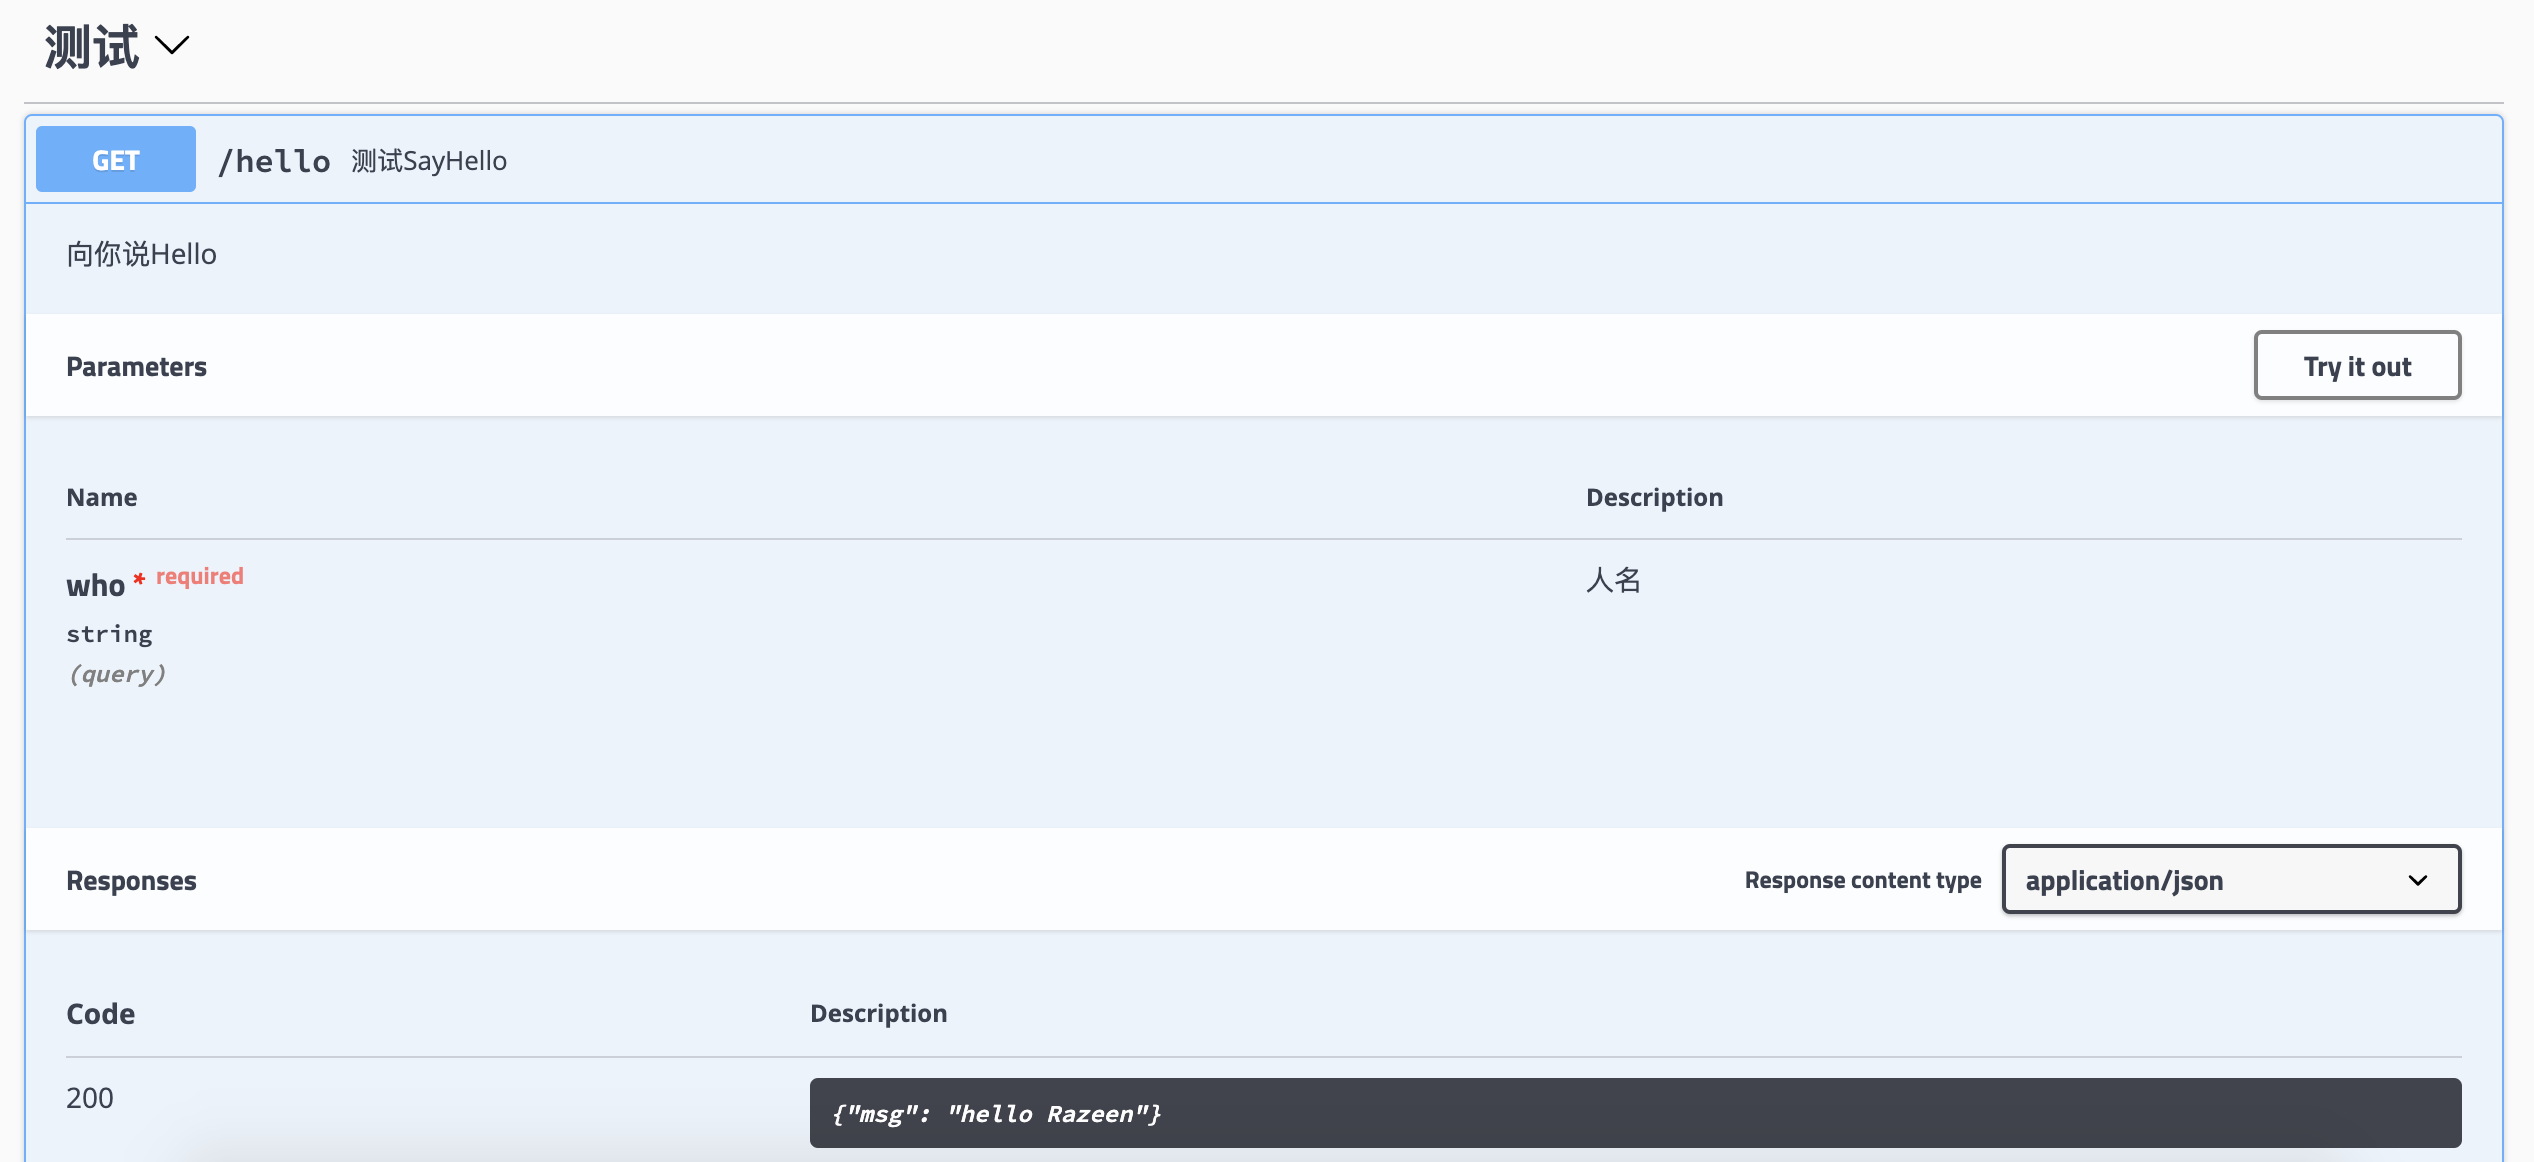 测试
GET /hello 测试SayHello
向你说Hello
Parameters Try it out
Name Description
who * required 人名
string
(query)
Responses Response content type application/json
Code Description
200 {"msg": "hello Razeen"}